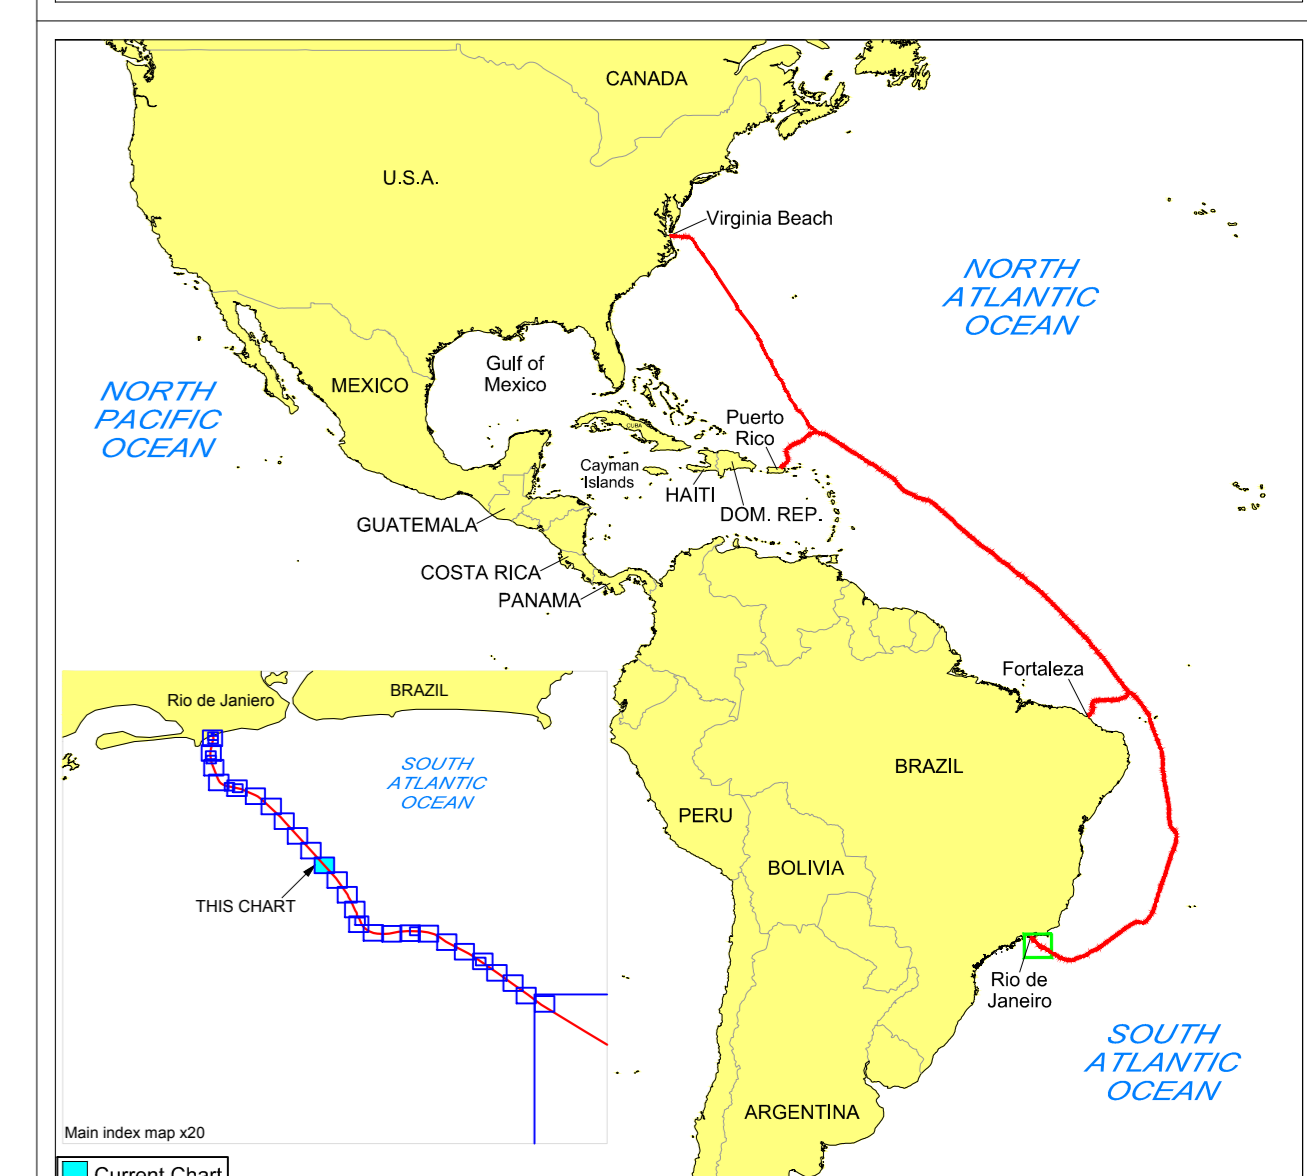 CANADA
U.S.A.
Virginia Beach
NORTH
ATLANTIC
OCEAN
NORTH
PACIFIC
OCEAN
MEXICO
Gulf of
Mexico
Puerto
Rico
CUBA
Cayman
Islands
HAITI
DOM. REP.
GUATEMALA
COSTA RICA
PANAMA
Fortaleza
BRAZIL
PERU
BOLIVIA
Rio de
Janeiro
SOUTH
ATLANTIC
OCEAN
ARGENTINA
Rio de Janiero
BRAZIL
SOUTH
ATLANTIC
OCEAN
THIS CHART
Main index map x20
Current Chart